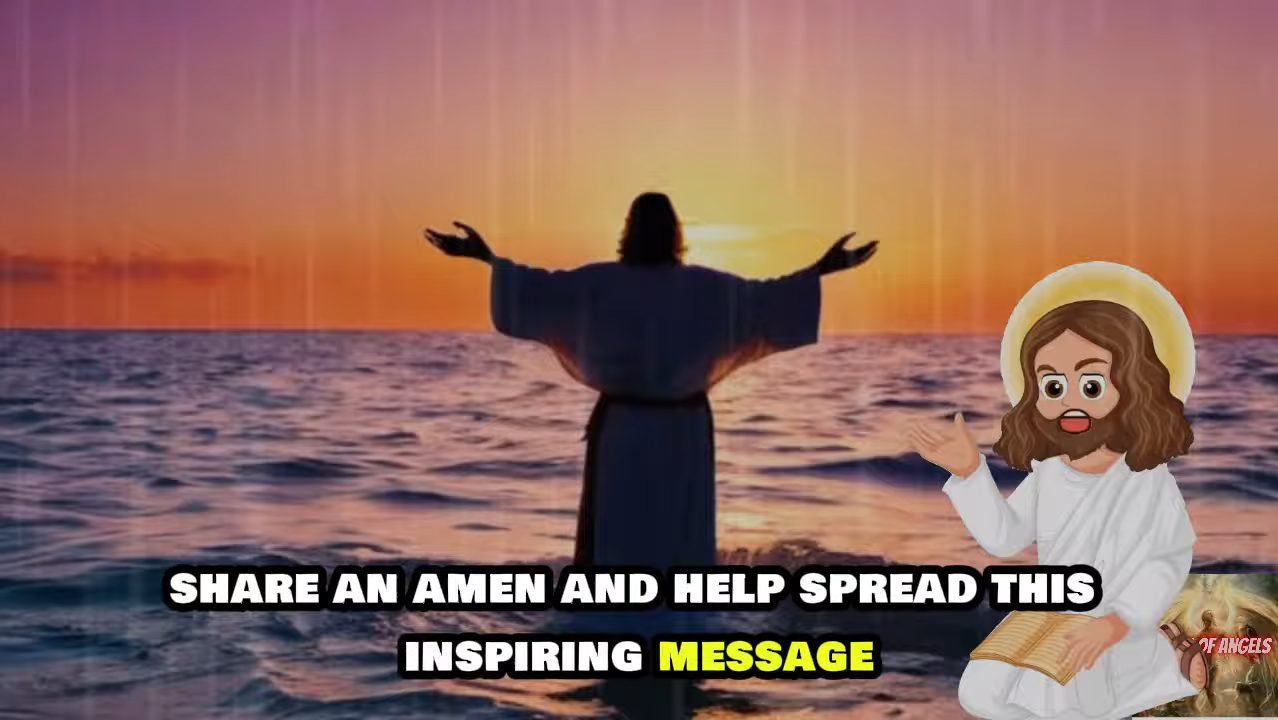 SHARE AN AMEN AND HELP SPREAD THIS
INSPIRING MESSAGE
OF ANGELS